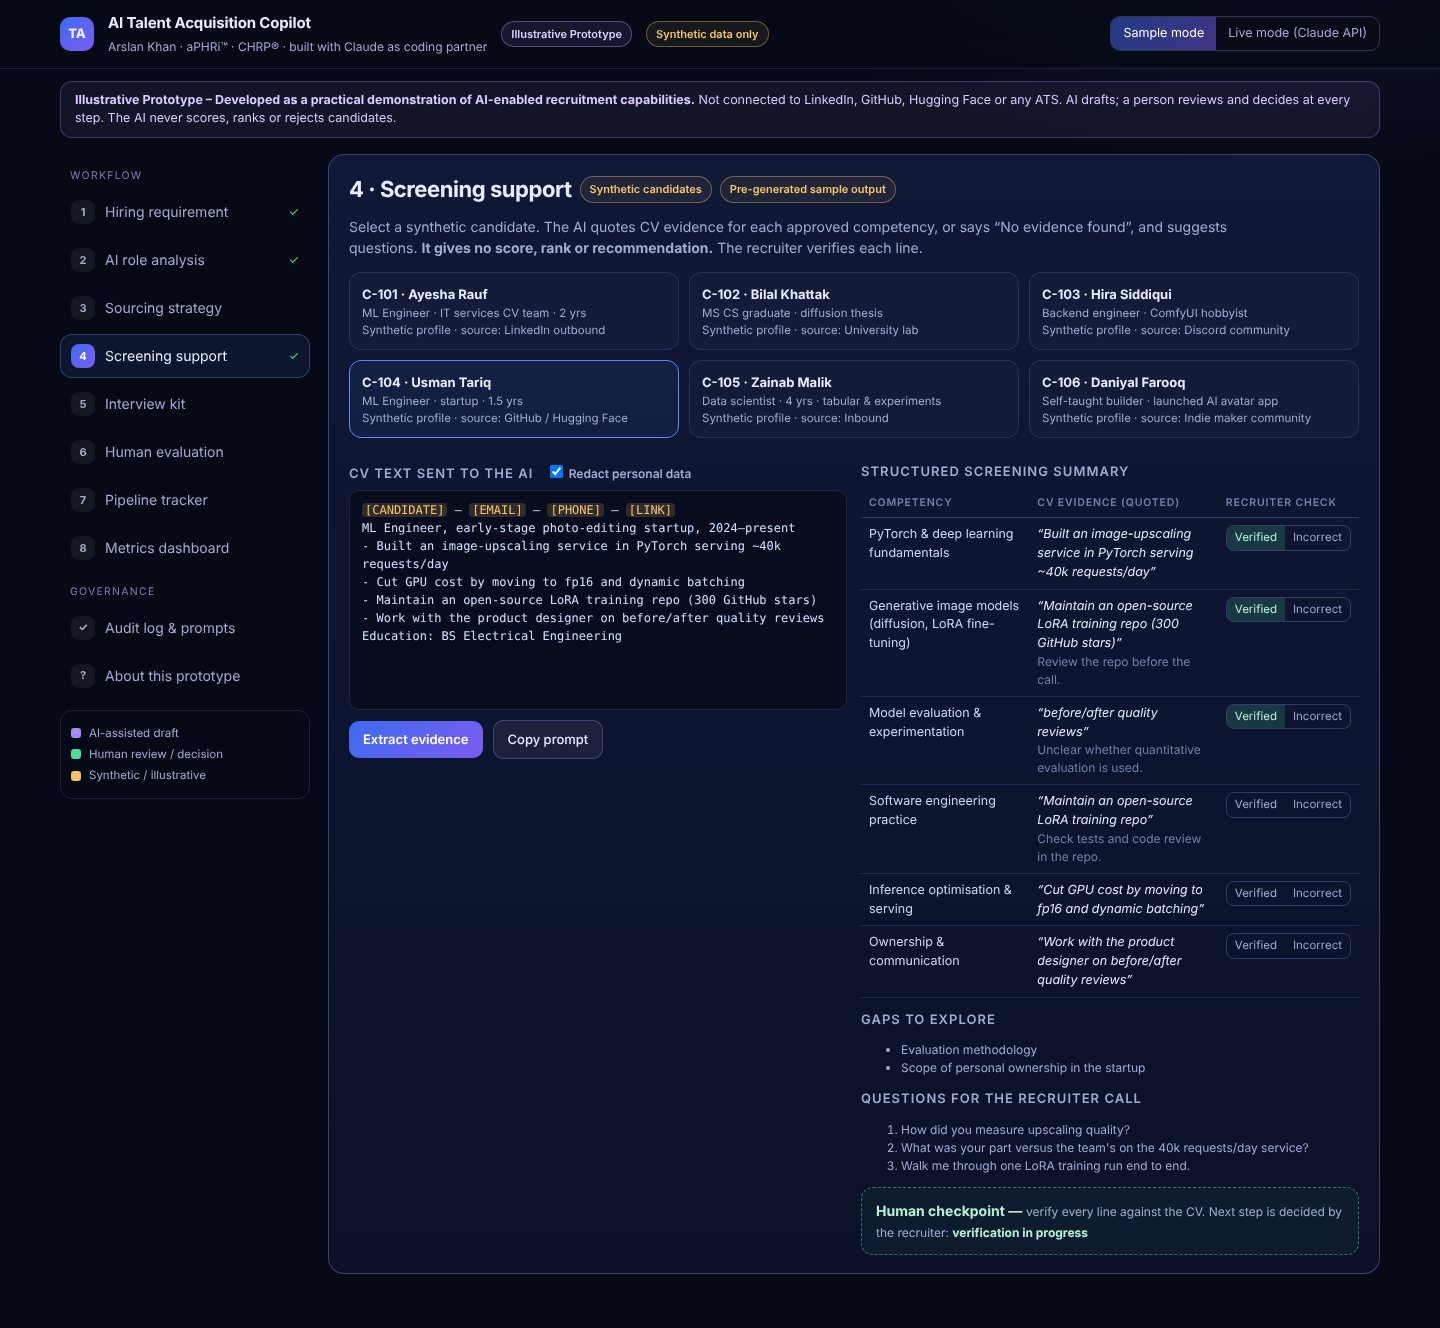 TA
AI Talent Acquisition Copilot
Arslan Khan · aPHRi™ · CHRP® · built with Claude as coding partner
Illustrative Prototype
Synthetic data only
Sample mode
Live mode (Claude API)
Illustrative Prototype – Developed as a practical demonstration of AI-enabled recruitment capabilities. Not connected to LinkedIn, GitHub, Hugging Face or any ATS. AI drafts; a person reviews and decides at every
step. The AI never scores, ranks or rejects candidates.
WORKFLOW
1 Hiring requirement ✓
2 AI role analysis ✓
3 Sourcing strategy
4 Screening support ✓
5 Interview kit
6 Human evaluation
7 Pipeline tracker
8 Metrics dashboard
GOVERNANCE
✓ Audit log & prompts
? About this prototype
AI-assisted draft
Human review / decision
Synthetic / illustrative
4 · Screening support
Synthetic candidates
Pre-generated sample output
Select a synthetic candidate. The AI quotes CV evidence for each approved competency, or says “No evidence found”, and suggests
questions. It gives no score, rank or recommendation. The recruiter verifies each line.
C-101 · Ayesha Rauf
ML Engineer · IT services CV team · 2 yrs
Synthetic profile · source: LinkedIn outbound
C-102 · Bilal Khattak
MS CS graduate · diffusion thesis
Synthetic profile · source: University lab
C-103 · Hira Siddiqui
Backend engineer · ComfyUI hobbyist
Synthetic profile · source: Discord community
C-104 · Usman Tariq
ML Engineer · startup · 1.5 yrs
Synthetic profile · source: GitHub / Hugging Face
C-105 · Zainab Malik
Data scientist · 4 yrs · tabular & experiments
Synthetic profile · source: Inbound
C-106 · Daniyal Farooq
Self-taught builder · launched AI avatar app
Synthetic profile · source: Indie maker community
CV TEXT SENT TO THE AI
Redact personal data
[CANDIDATE] — [EMAIL] — [PHONE] — [LINK]
ML Engineer, early-stage photo-editing startup, 2024–present
- Built an image-upscaling service in PyTorch serving ~40k
requests/day
- Cut GPU cost by moving to fp16 and dynamic batching
- Maintain an open-source LoRA training repo (300 GitHub stars)
- Work with the product designer on before/after quality reviews
Education: BS Electrical Engineering
Extract evidence
Copy prompt
STRUCTURED SCREENING SUMMARY
COMPETENCY
CV EVIDENCE (QUOTED)
RECRUITER CHECK
PyTorch & deep learning
fundamentals
“Built an image-upscaling
service in PyTorch serving
~40k requests/day”
Verified Incorrect
Generative image models
(diffusion, LoRA fine-
tuning)
“Maintain an open-source
LoRA training repo (300
GitHub stars)”
Review the repo before the
call.
Verified Incorrect
Model evaluation &
experimentation
“before/after quality
reviews”
Unclear whether quantitative
evaluation is used.
Verified Incorrect
Software engineering
practice
“Maintain an open-source
LoRA training repo”
Check tests and code review
in the repo.
Verified Incorrect
Inference optimisation &
serving
“Cut GPU cost by moving to
fp16 and dynamic batching”
Verified Incorrect
Ownership &
communication
“Work with the product
designer on before/after
quality reviews”
Verified Incorrect
GAPS TO EXPLORE
• Evaluation methodology
• Scope of personal ownership in the startup
QUESTIONS FOR THE RECRUITER CALL
1. How did you measure upscaling quality?
2. What was your part versus the team's on the 40k requests/day service?
3. Walk me through one LoRA training run end to end.
Human checkpoint — verify every line against the CV. Next step is decided by
the recruiter: verification in progress